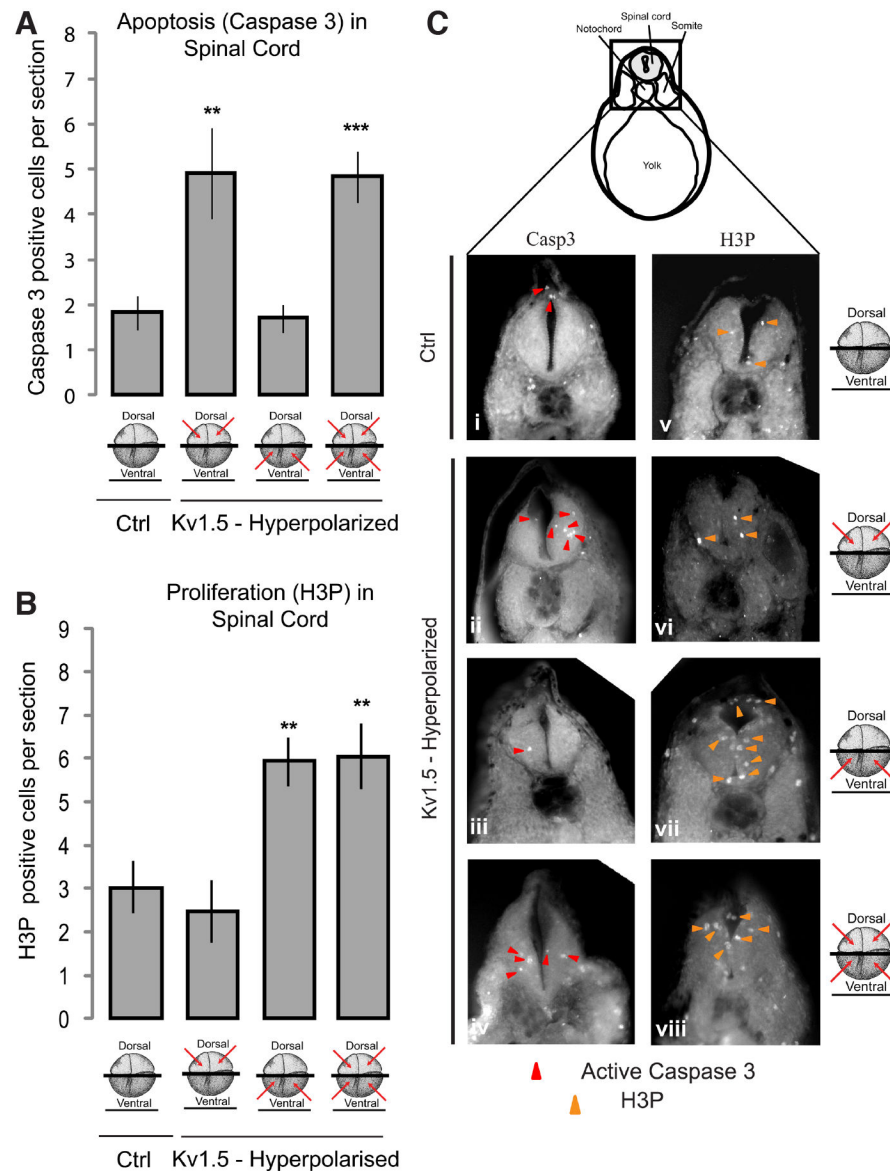 A
Apoptosis (Caspase 3) in
Spinal Cord
Caspase 3 positive cells per section
8
7
6
5
4
3
2
1
0
**
***
Dorsal Dorsal Dorsal Dorsal
Ventral Ventral Ventral Ventral
Ctrl Kv1.5 - Hyperpolarized
B
Proliferation (H3P) in
Spinal Cord
H3P positive cells per section
9
8
7
6
5
4
3
2
1
0
**
**
Dorsal Dorsal Dorsal Dorsal
Ventral Ventral Ventral Ventral
Ctrl Kv1.5 - Hyperpolarised
C
Spinal cord
Notochord Somite
Yolk
Casp3 H3P
Ctrl
i v
Dorsal
Ventral
Kv1.5 - Hyperpolarized
ii vi
Dorsal
Ventral
iii vii
Dorsal
Ventral
iv viii
Dorsal
Ventral
Active Caspase 3
H3P